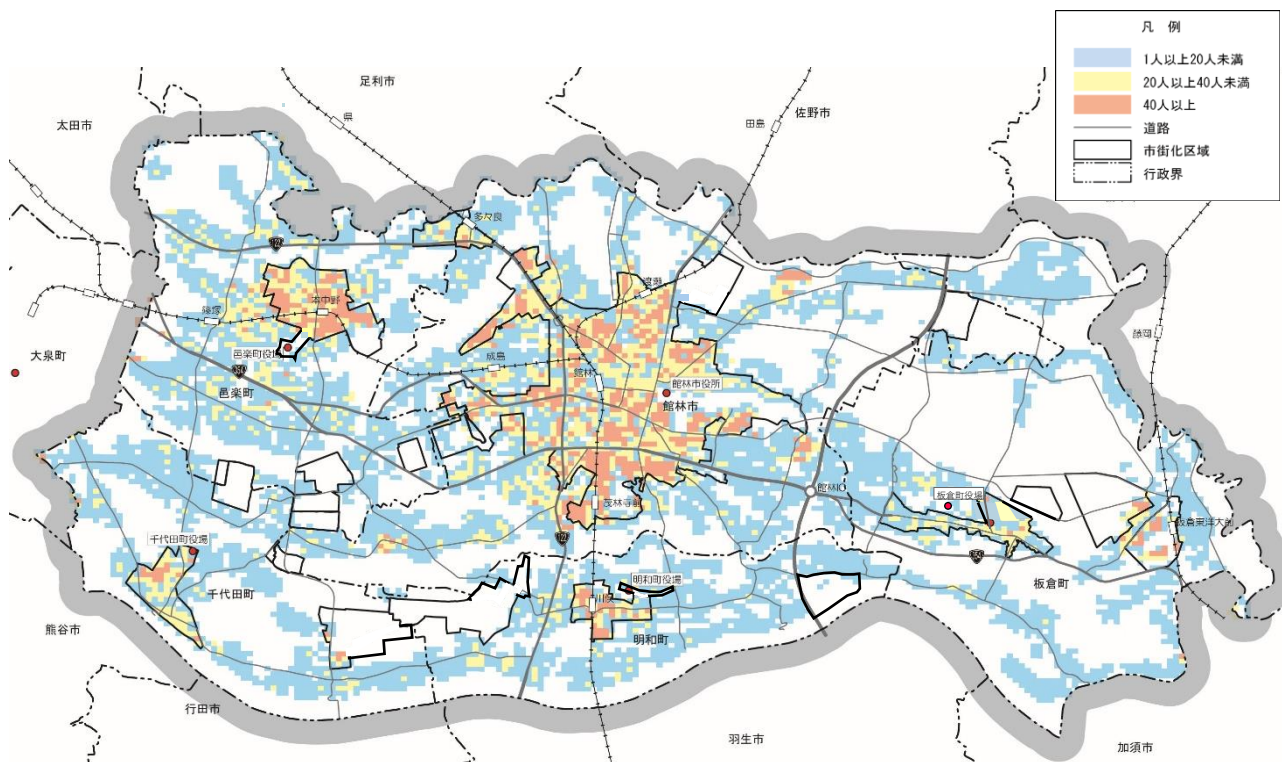 凡 例
1人以上20人未満
20人以上40人未満
40人以上
道路
市街化区域
行政界
足利市
佐野市
太田市
県
田島
多々良
122
渡瀬
本中野
篠塚
藤岡
大泉町
邑楽町役場
成島
館林
354
館林市役所
邑楽町
館林市
館林IC
板倉町役場
茂林寺前
板倉東洋大前
千代田町役場
122
354
板倉町
明和町役場
千代田町
川俣
熊谷市
明和町
行田市
羽生市
加須市